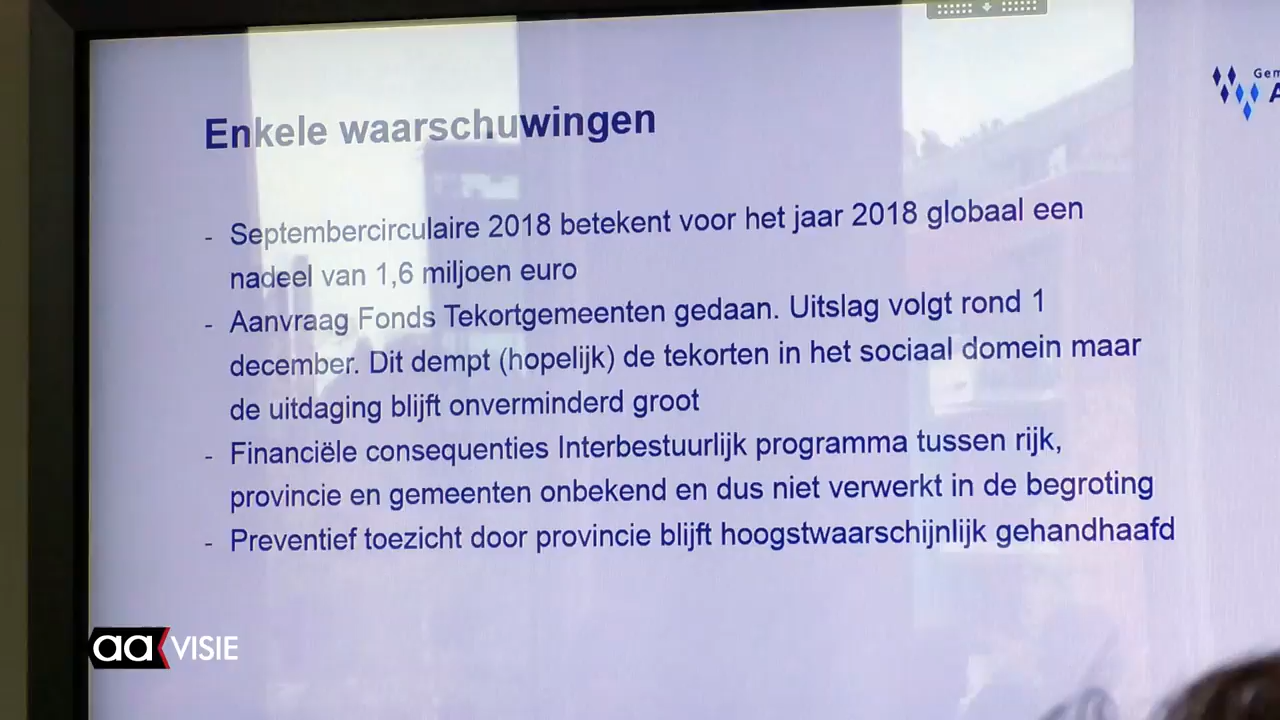 Gem
A
Enkele waarschuwingen
- Septembercirculaire 2018 betekent voor het jaar 2018 globaal een
nadeel van 1,6 miljoen euro
- Aanvraag Fonds Tekortgemeenten gedaan. Uitslag volgt rond 1
december. Dit dempt (hopelijk) de tekorten in het sociaal domein maar
de uitdaging blijft onverminderd groot
- Financiële consequenties Interbestuurlijk programma tussen rijk,
provincie en gemeenten onbekend en dus niet verwerkt in de begroting
- Preventief toezicht door provincie blijft hoogstwaarschijnlijk gehandhaafd
aa VISIE